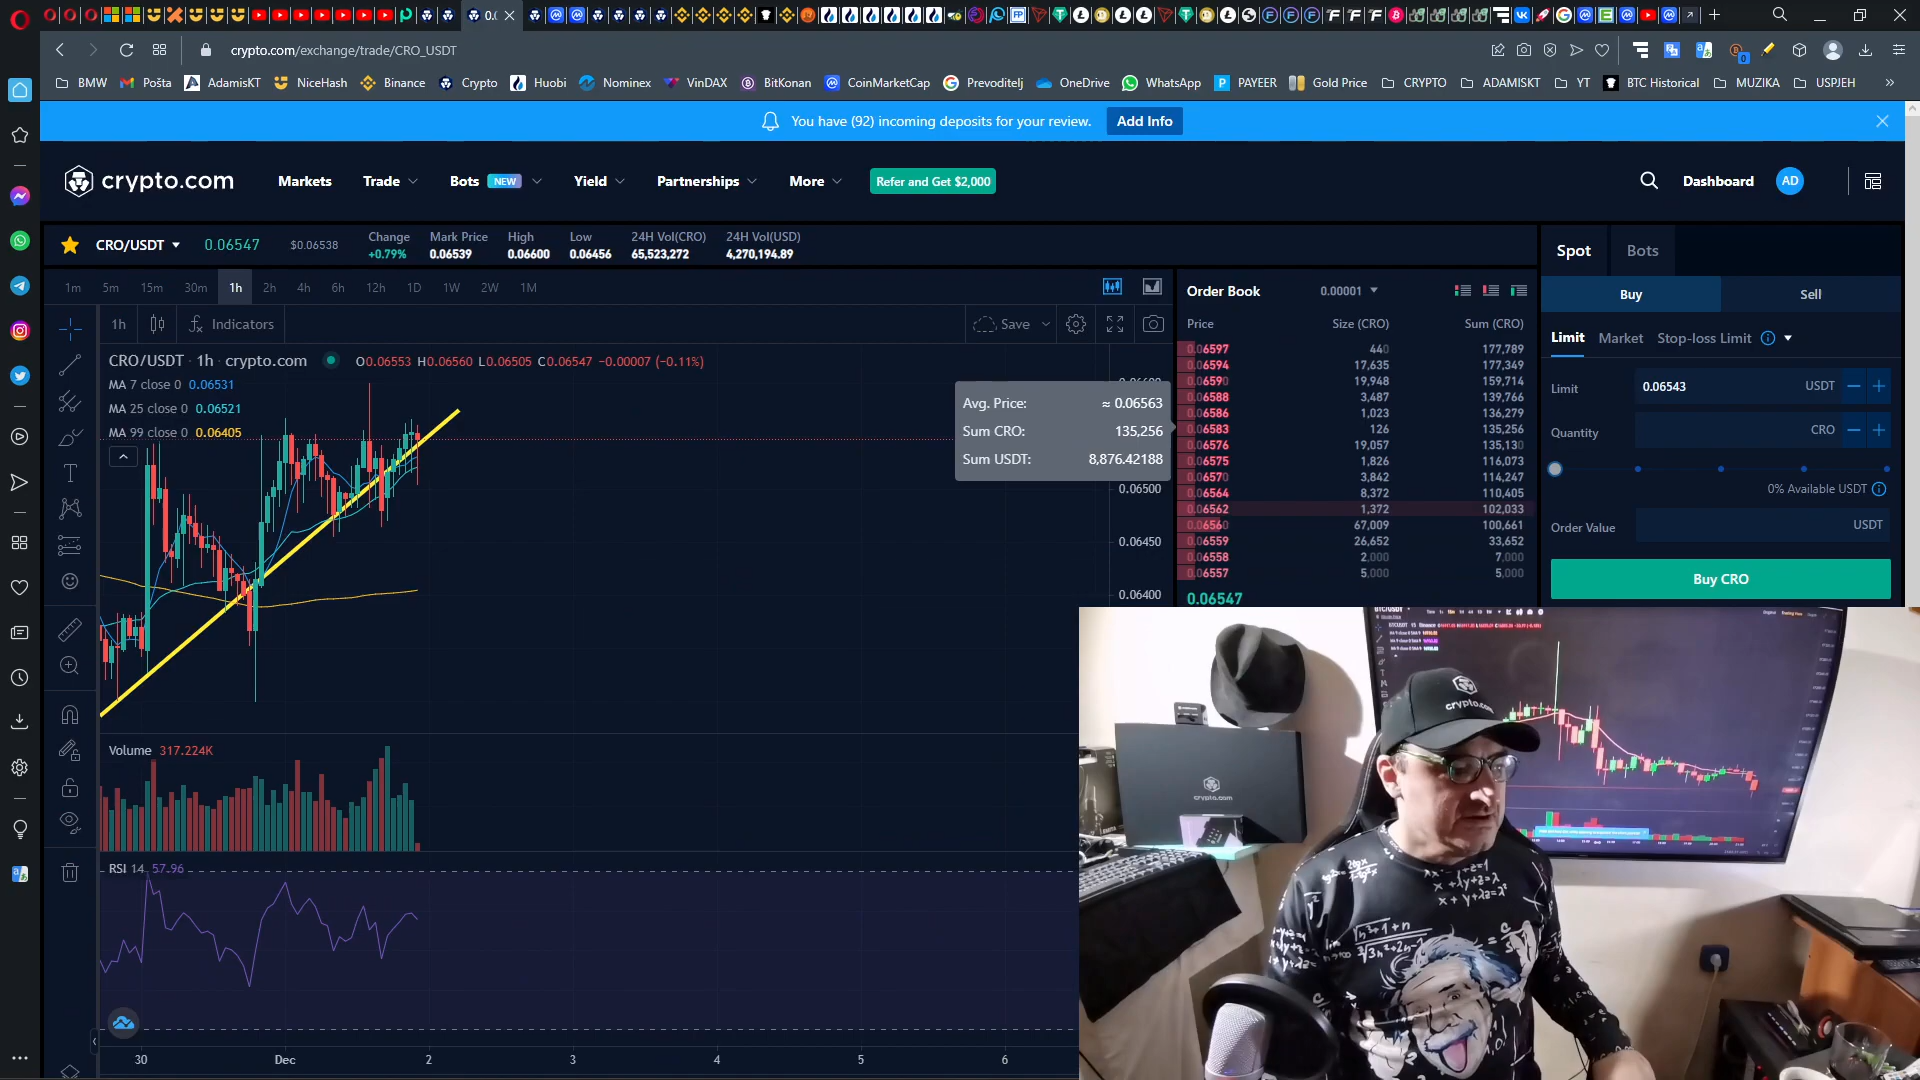 crypto.com/exchange/trade/CRO_USDT
BMW Pošta AdamisKT NiceHash Binance Crypto Huobi Nominex VinDAX BitKonan CoinMarketCap Prevoditelj OneDrive WhatsApp PAYEER Gold Price CRYPTO ADAMISKT YT BTC Historical MUZIKA USPJEH
You have (92) incoming deposits for your review. Add Info
crypto.com Markets Trade Bots NEW Yield Partnerships More Refer and Get $2,000 Dashboard AD
CRO/USDT 0.06547 $0.06538
Change Mark Price High Low 24H Vol(CRO) 24H Vol(USD)
+0.79% 0.06539 0.06600 0.06456 65,523,272 4,270,194.89
Spot Bots
1m 5m 15m 30m 1h 2h 4h 6h 12h 1D 1W 2W 1M
Order Book 0.00001
Buy Sell
1h Indicators Save
Price Size (CRO) Sum (CRO)
Limit Market Stop-loss Limit
CRO/USDT · 1h · crypto.com O0.06553 H0.06560 L0.06505 C0.06547 −0.00007 (−0.11%)
MA 7 close 0 0.06531
MA 25 close 0 0.06521
MA 99 close 0 0.06405
Avg. Price: ≈ 0.06563
Sum CRO: 135,256
Sum USDT: 8,876.42188
0.06500
0.06450
0.06400
0.06597 440 177,789
0.06594 17,635 177,349
0.06590 19,948 159,714
0.06588 3,487 139,766
0.06586 1,023 136,279
0.06583 126 135,256
0.06576 19,057 135,130
0.06575 1,826 116,073
0.06570 3,842 114,247
0.06564 8,372 110,405
0.06562 1,372 102,033
0.06560 67,009 100,661
0.06559 26,652 33,652
0.06558 2,000 7,000
0.06557 5,000 5,000
0.06547
Limit 0.06543 USDT
Quantity CRO
0% Available USDT
Order Value USDT
Buy CRO
Volume 317.224K
RSI 14 57.96
30 Dec 2 3 4 5 6
crypto.com
crypto.com